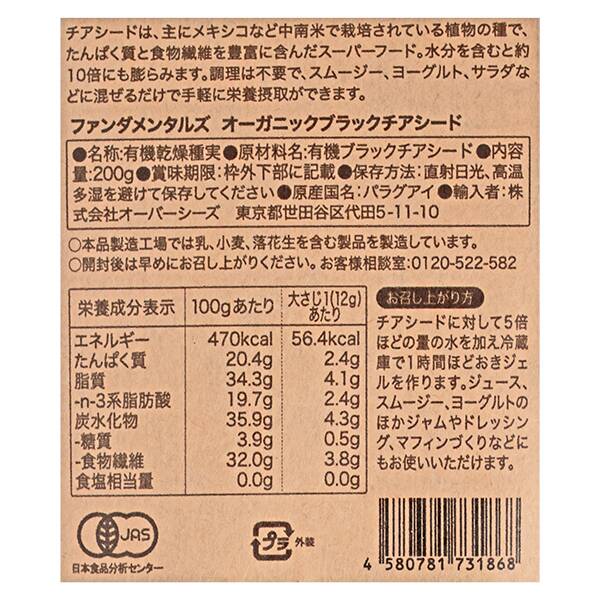 チアシードは、主にメキシコなど中南米で栽培されている植物の種で、
たんぱく質と食物繊維を豊富に含んだスーパーフード。水分を含むと約
10倍にも膨らみます。調理は不要で、スムージー、ヨーグルト、サラダな
どに混ぜるだけで手軽に栄養摂取ができます。
ファンダメンタルズ オーガニックブラックチアシード
●名称:有機乾燥種実●原材料名:有機ブラックチアシード●内容
量:200g●賞味期限:枠外下部に記載●保存方法:直射日光、高温
多湿を避けて保存してください●原産国名:パラグアイ●輸入者:株
式会社オーバーシーズ 東京都世田谷区代田5-11-10
○本品製造工場では乳、小麦、落花生を含む製品を製造しています。
○開封後は早めにお召し上がりください。お客様相談室:0120-522-582
栄養成分表示 100gあたり 大さじ1(12g)あたり
エネルギー 470kcal 56.4kcal
たんぱく質 20.4g 2.4g
脂質 34.3g 4.1g
-n-3系脂肪酸 19.7g 2.4g
炭水化物 35.9g 4.3g
-糖質 3.9g 0.5g
-食物繊維 32.0g 3.8g
食塩相当量 0.0g 0.0g
お召し上がり方
チアシードに対して5倍
ほどの量の水を加え冷蔵
庫で1時間ほどおきジェ
ルを作ります。ジュース、
スムージー、ヨーグルトの
ほかジャムやドレッシン
グ、マフィンづくりなどに
もお使いいただけます。
JAS
日本食品分析センター
プラ 外装
4 580781 731868